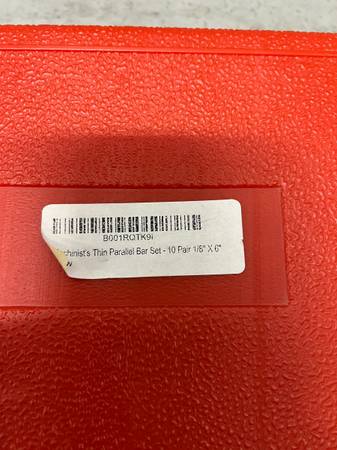 B001RQTK9I
chinist's Thin Parallel Bar Set - 10 Pair 1/8" X 6"